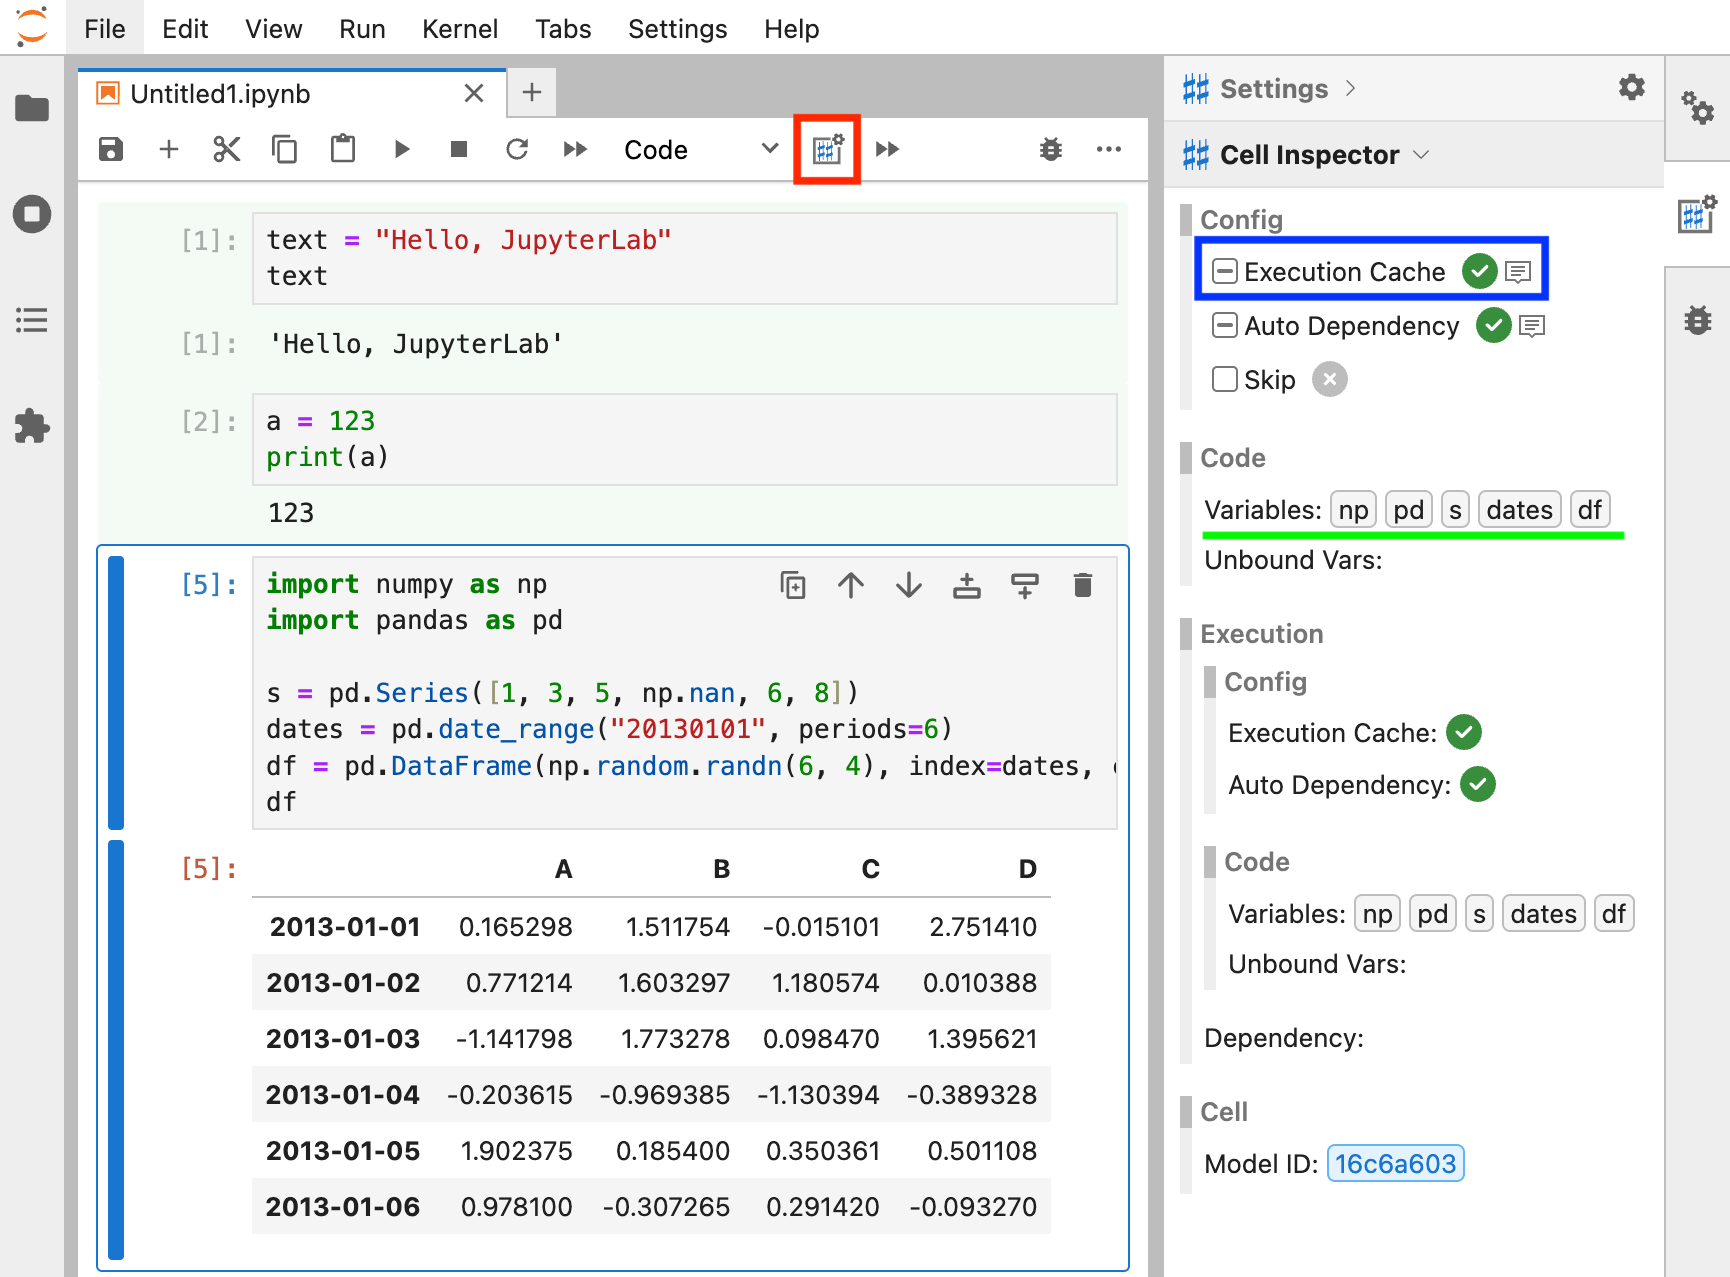 File Edit View Run Kernel Tabs Settings Help
Untitled1.ipynb
Code
[1]: text = "Hello, JupyterLab"
text
[1]: 'Hello, JupyterLab'
[2]: a = 123
print(a)
123
[5]: import numpy as np
import pandas as pd
s = pd.Series([1, 3, 5, np.nan, 6, 8])
dates = pd.date_range("20130101", periods=6)
df = pd.DataFrame(np.random.randn(6, 4), index=dates,
df
[5]: A B C D
2013-01-01 0.165298 1.511754 -0.015101 2.751410
2013-01-02 0.771214 1.603297 1.180574 0.010388
2013-01-03 -1.141798 1.773278 0.098470 1.395621
2013-01-04 -0.203615 -0.969385 -1.130394 -0.389328
2013-01-05 1.902375 0.185400 0.350361 0.501108
2013-01-06 0.978100 -0.307265 0.291420 -0.093270
Settings
Cell Inspector
Config
Execution Cache
Auto Dependency
Skip
Code
Variables: np pd s dates df
Unbound Vars:
Execution
Config
Execution Cache:
Auto Dependency:
Code
Variables: np pd s dates df
Unbound Vars:
Dependency:
Cell
Model ID: 16c6a603